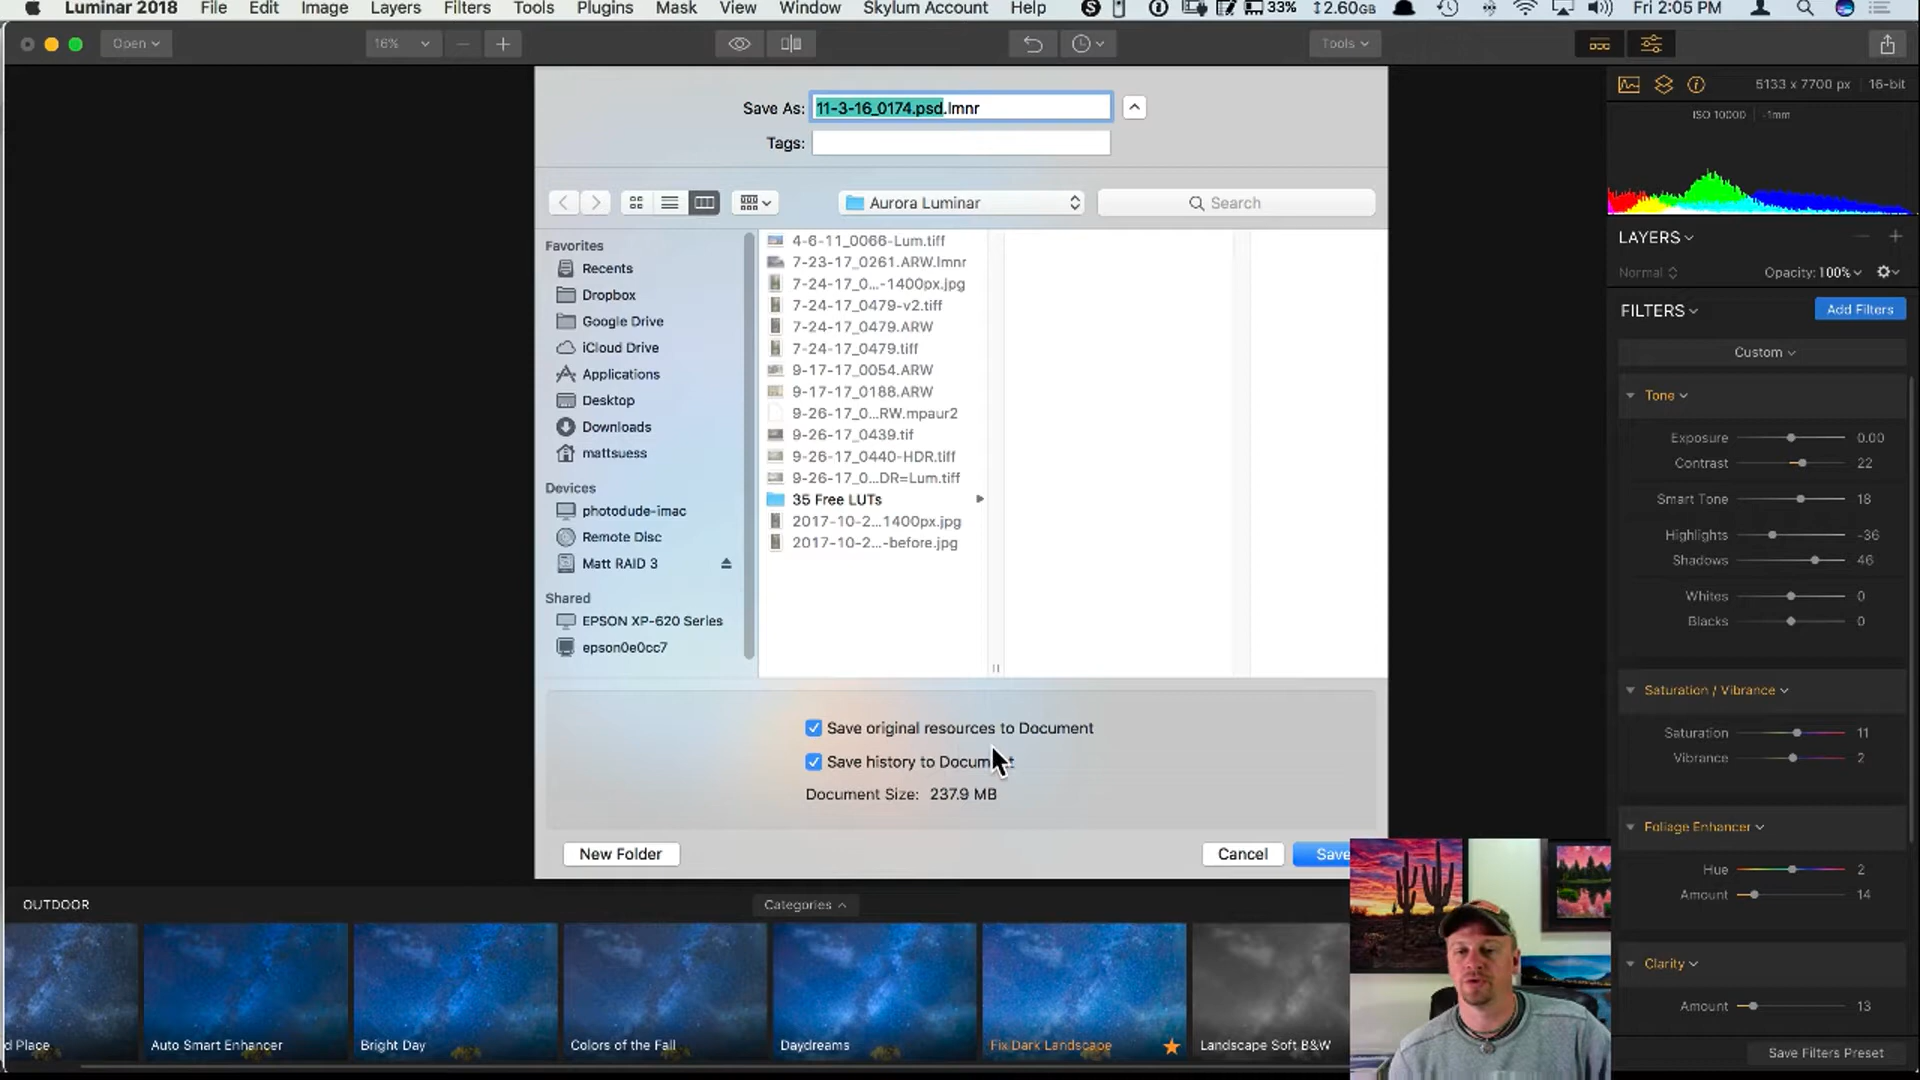 Luminar 2018 File Edit Image Layers Filters Tools Plugins Mask View Window Skylum Account Help 33% 2.60GB Fri 2:05 PM
Open 16% Tools
5133 x 7700 px 16-bit
ISO 10000 -1mm
Save As: 11-3-16_0174.psd.lmnr
Tags:
Aurora Luminar Search
Favorites
Recents
Dropbox
Google Drive
iCloud Drive
Applications
Desktop
Downloads
mattsuess
Devices
photodude-imac
Remote Disc
Matt RAID 3
Shared
EPSON XP-620 Series
epson0e0cc7
4-6-11_0066-Lum.tiff
7-23-17_0261.ARW.lmnr
7-24-17_0...-1400px.jpg
7-24-17_0479-v2.tiff
7-24-17_0479.ARW
7-24-17_0479.tiff
9-17-17_0054.ARW
9-17-17_0188.ARW
9-26-17_0...RW.mpaur2
9-26-17_0439.tif
9-26-17_0440-HDR.tiff
9-26-17_0...DR=Lum.tiff
35 Free LUTs
2017-10-2...1400px.jpg
2017-10-2...-before.jpg
Save original resources to Document
Save history to Document
Document Size: 237.9 MB
New Folder Cancel Save
LAYERS
Normal Opacity: 100%
FILTERS Add Filters
Custom
Tone
Exposure 0.00
Contrast 22
Smart Tone 18
Highlights -36
Shadows 46
Whites 0
Blacks 0
Saturation / Vibrance
Saturation 11
Vibrance 2
Foliage Enhancer
Hue 2
Amount 14
Clarity
Amount 13
Save Filters Preset
OUTDOOR Categories
d Place Auto Smart Enhancer Bright Day Colors of the Fall Daydreams Fix Dark Landscape Landscape Soft B&W